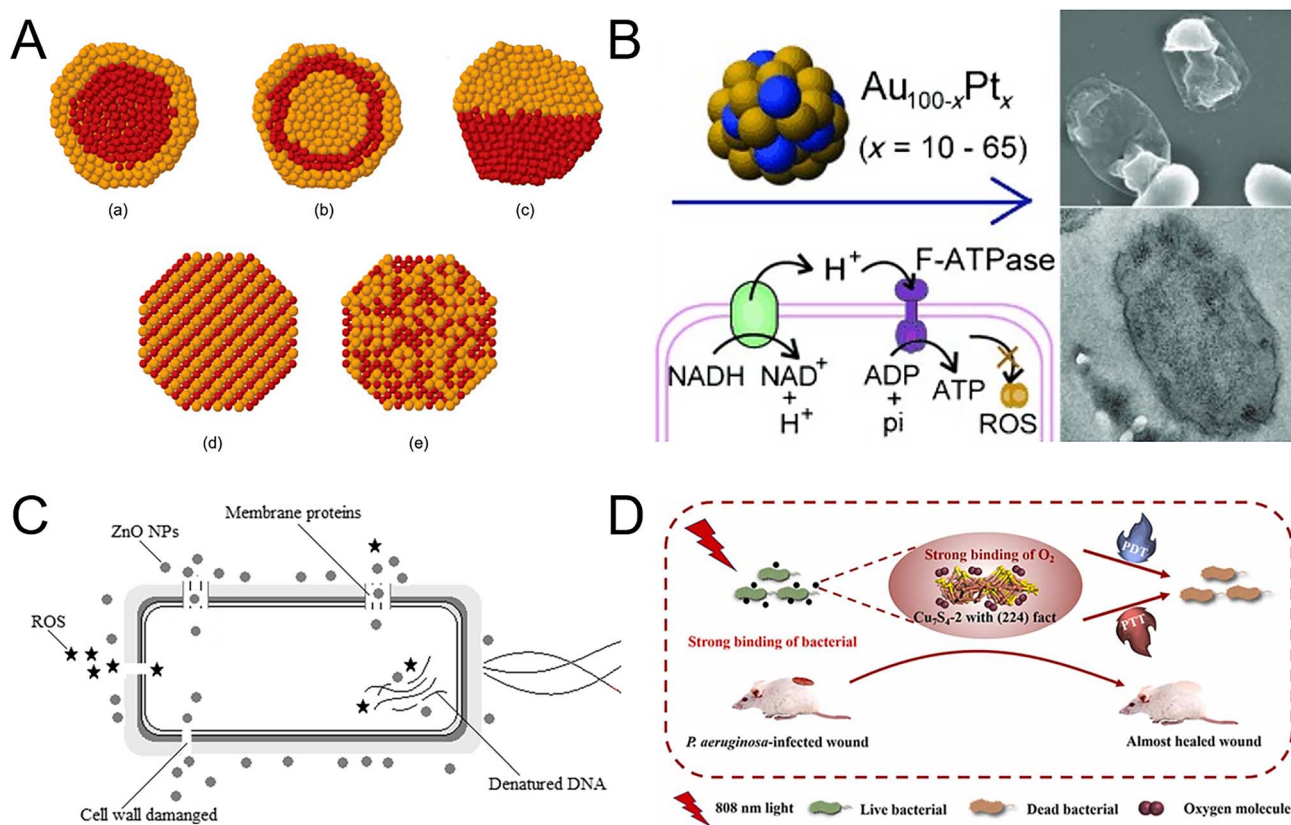 A
(a)
(b)
(c)
(d)
(e)
B
Au100-xPtx
(x = 10 - 65)
H+
F-ATPase
NADH
NAD+
+
H+
ADP
+
pi
ATP
ROS
C
ZnO NPs
Membrane proteins
ROS
Denatured DNA
Cell wall damaged
D
Strong binding of O2
Cu7S4-2 with (224) fact
PDT
PTT
Strong binding of bacterial
P. aeruginosa-infected wound
Almost healed wound
808 nm light
Live bacterial
Dead bacterial
Oxygen molecule